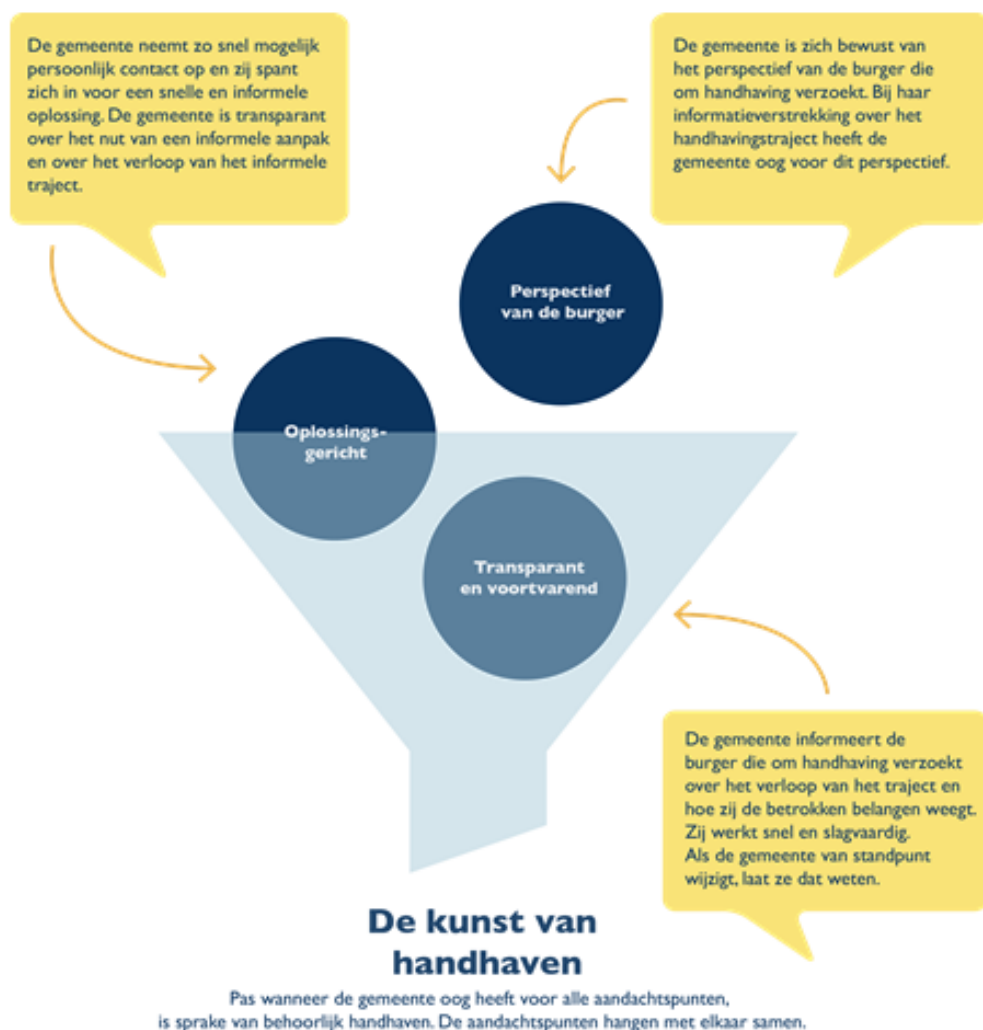 De gemeente neemt zo snel mogelijk
persoonlijk contact op en zij spant
zich in voor een snelle en informele
oplossing. De gemeente is transparant
over het nut van een informele aanpak
en over het verloop van het informele
traject.
De gemeente is zich bewust van
het perspectief van de burger die
om handhaving verzoekt. Bij haar
informatieverstrekking over het
handhavingstraject heeft de
gemeente oog voor dit perspectief.
Perspectief
van de burger
Oplossings-
gericht
Transparant
en voortvarend
De gemeente informeert de
burger die om handhaving verzoekt
over het verloop van het traject en
hoe zij de betrokken belangen weegt.
Zij werkt snel en slagvaardig.
Als de gemeente van standpunt
wijzigt, laat ze dat weten.
De kunst van
handhaven
Pas wanneer de gemeente oog heeft voor alle aandachtspunten,
is sprake van behoorlijk handhaven. De aandachtspunten hangen met elkaar samen.